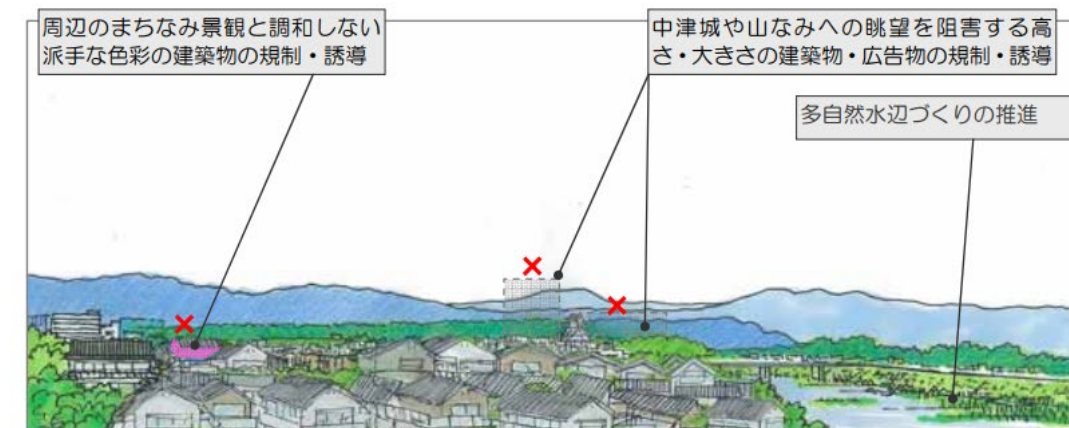 周辺のまちなみ景観と調和しない
派手な色彩の建築物の規制・誘導
中津城や山なみへの眺望を阻害する高
さ・大きさの建築物・広告物の規制・誘導
多自然水辺づくりの推進